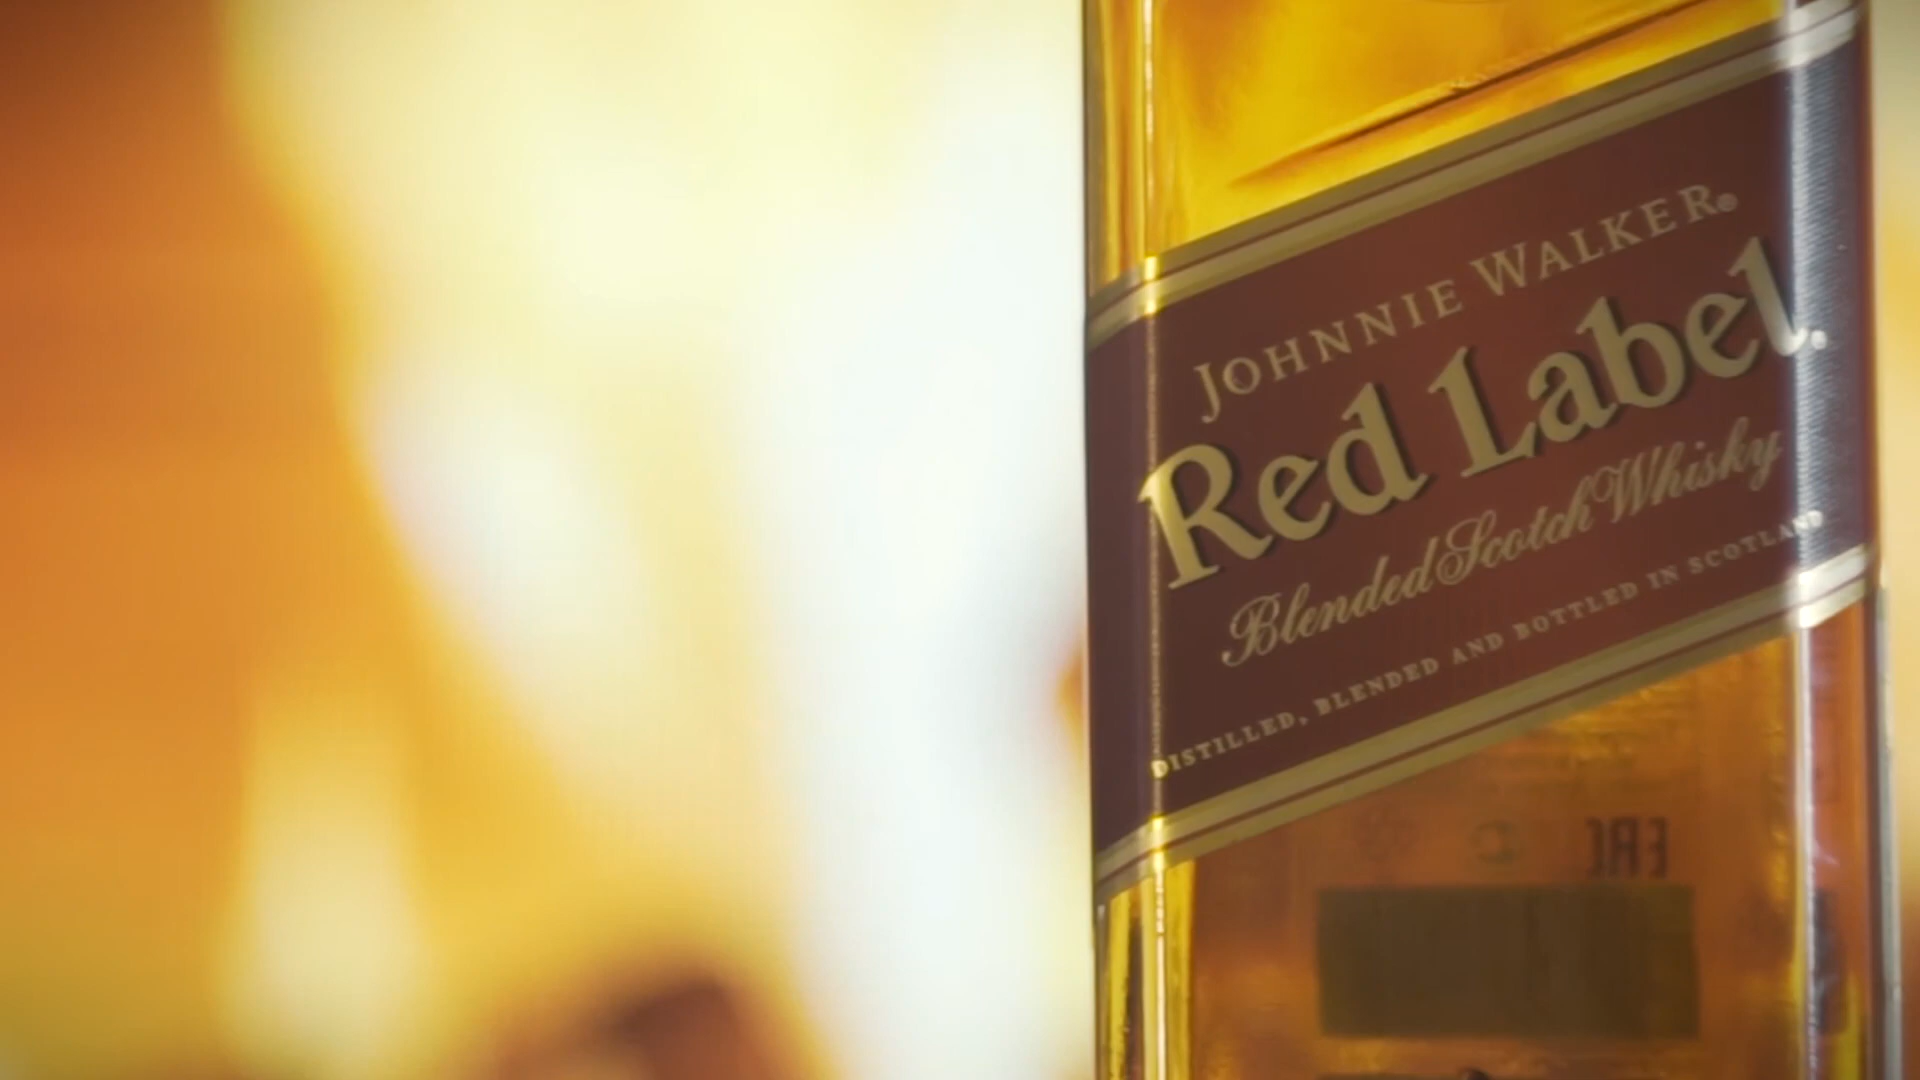 JOHNNIE WALKER®
Red Label.
Blended Scotch Whisky
DISTILLED, BLENDED AND BOTTLED IN SCOTLAND
EAC